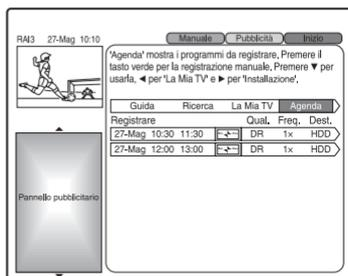 RAI3 27-Mag 10:10
Manuale Pubblicità Inizio
'Agenda' mostra i programmi da registrare. Premere il
tasto verde per la registrazione manuale. Premere ▼ per
usarla, ◄ per 'La Mia TV' e ► per 'Installazione'.
Guida Ricerca La Mia TV Agenda
Registrare Qual. Freq. Dest.
27-Mag 10:30 11:30 DR 1x HDD
27-Mag 12:00 13:00 DR 1x HDD
Pannello pubblicitario